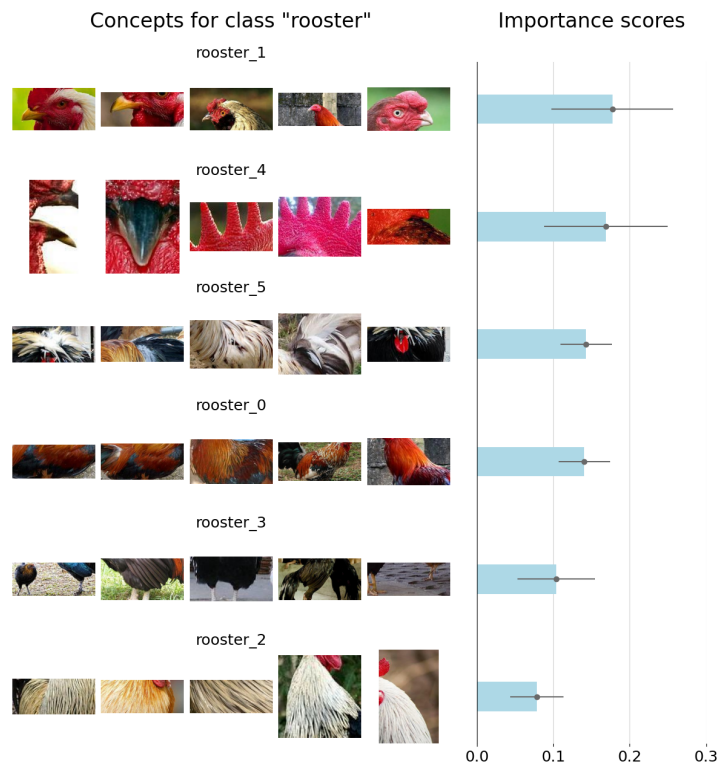 Concepts for class "rooster"
Importance scores
rooster_1
rooster_4
rooster_5
rooster_0
rooster_3
rooster_2
0.0 0.1 0.2 0.3